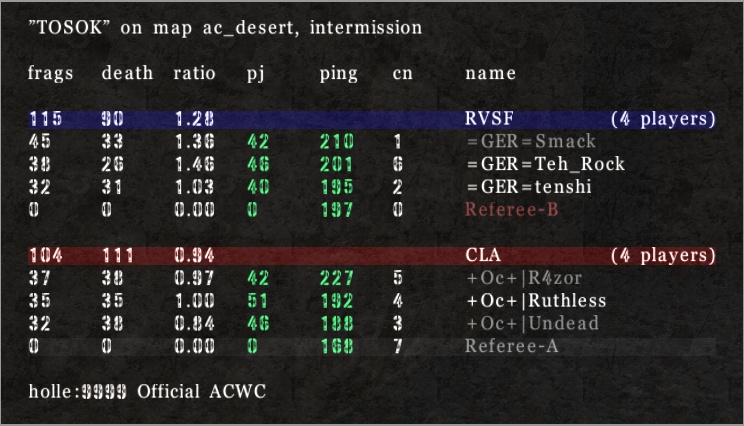 "TOSOK" on map ac_desert, intermission
frags death ratio pj ping cn name
115 90 1.28 RVSF (4 players)
45 33 1.36 42 210 1 =GER=Smack
38 26 1.46 46 201 6 =GER=Teh_Rock
32 31 1.03 40 195 2 =GER=tenshi
0 0 0.00 0 197 0 Referee-B
104 111 0.94 CLA (4 players)
37 38 0.97 42 227 5 +Oc+|R4zor
35 35 1.00 51 192 4 +Oc+|Ruthless
32 38 0.84 46 188 3 +Oc+|Undead
0 0 0.00 0 168 7 Referee-A
holle:9999 Official ACWC